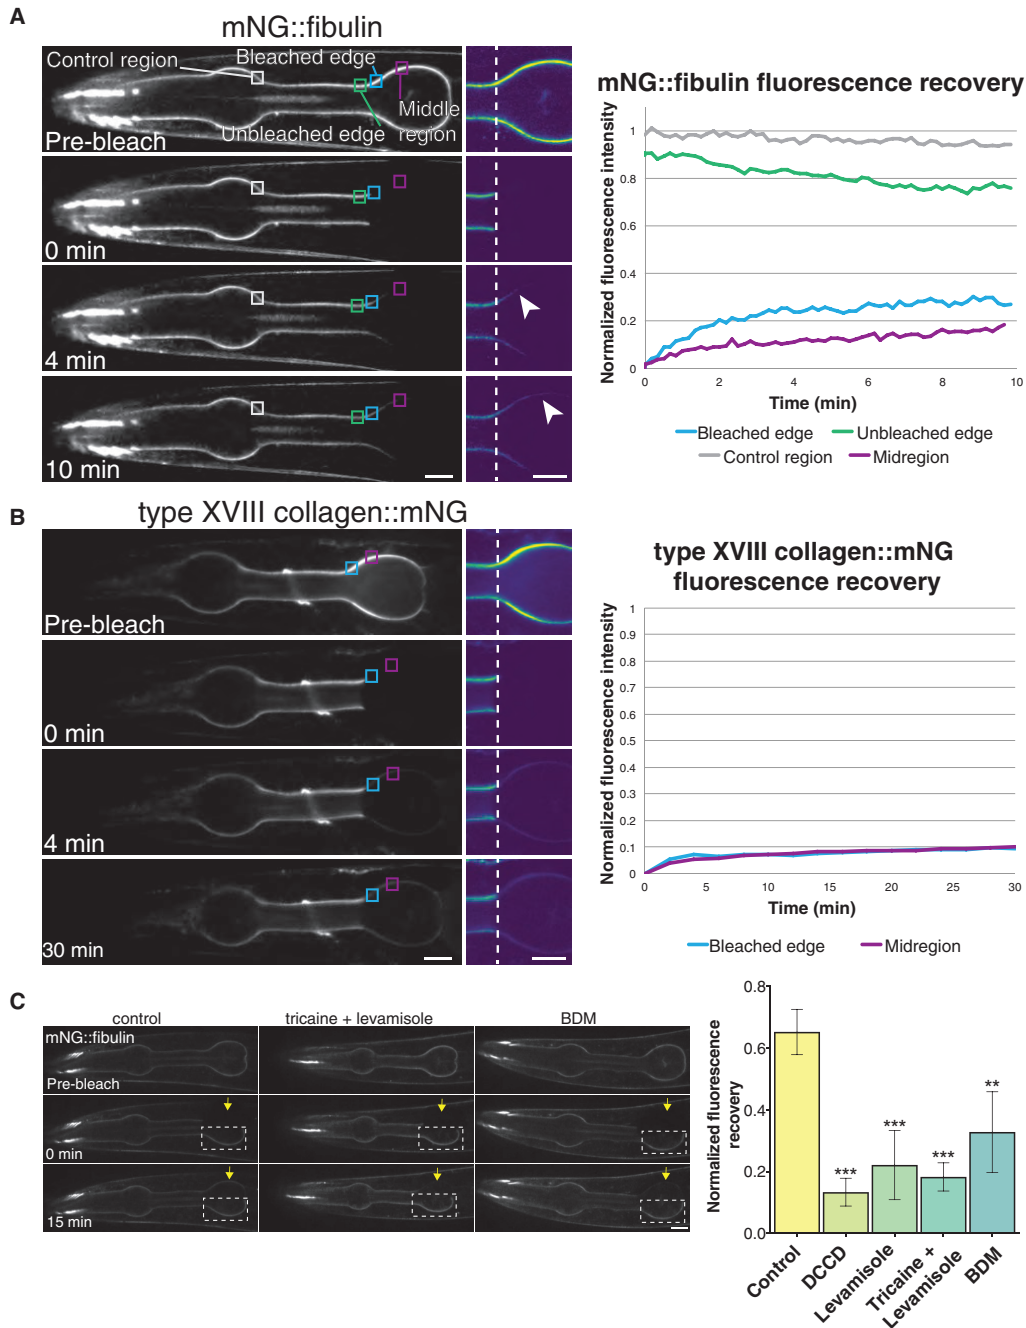 A
mNG::fibulin
Control region
Bleached edge
Middle region
Unbleached edge
Pre-bleach
0 min
4 min
10 min
mNG::fibulin fluorescence recovery
Normalized fluorescence intensity
1
0.8
0.6
0.4
0.2
0
0 2 4 6 8 10
Time (min)
Bleached edge Unbleached edge
Control region Midregion
B
type XVIII collagen::mNG
Pre-bleach
0 min
4 min
30 min
type XVIII collagen::mNG
fluorescence recovery
Normalized fluorescence intensity
1
0.9
0.8
0.7
0.6
0.5
0.4
0.3
0.2
0.1
0
0 5 10 15 20 25 30
Time (min)
Bleached edge Midregion
C
control tricaine + levamisole BDM
mNG::fibulin
Pre-bleach
0 min
15 min
Normalized fluorescence
recovery
0.8
0.6
0.4
0.2
0.0
***
***
***
**
Control
DCCD
Levamisole
Tricaine +
Levamisole
BDM